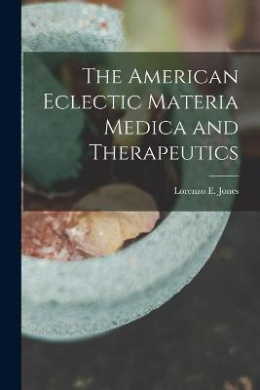 The American
Eclectic Materia
Medica and
Therapeutics
Lorenzo E. Jones